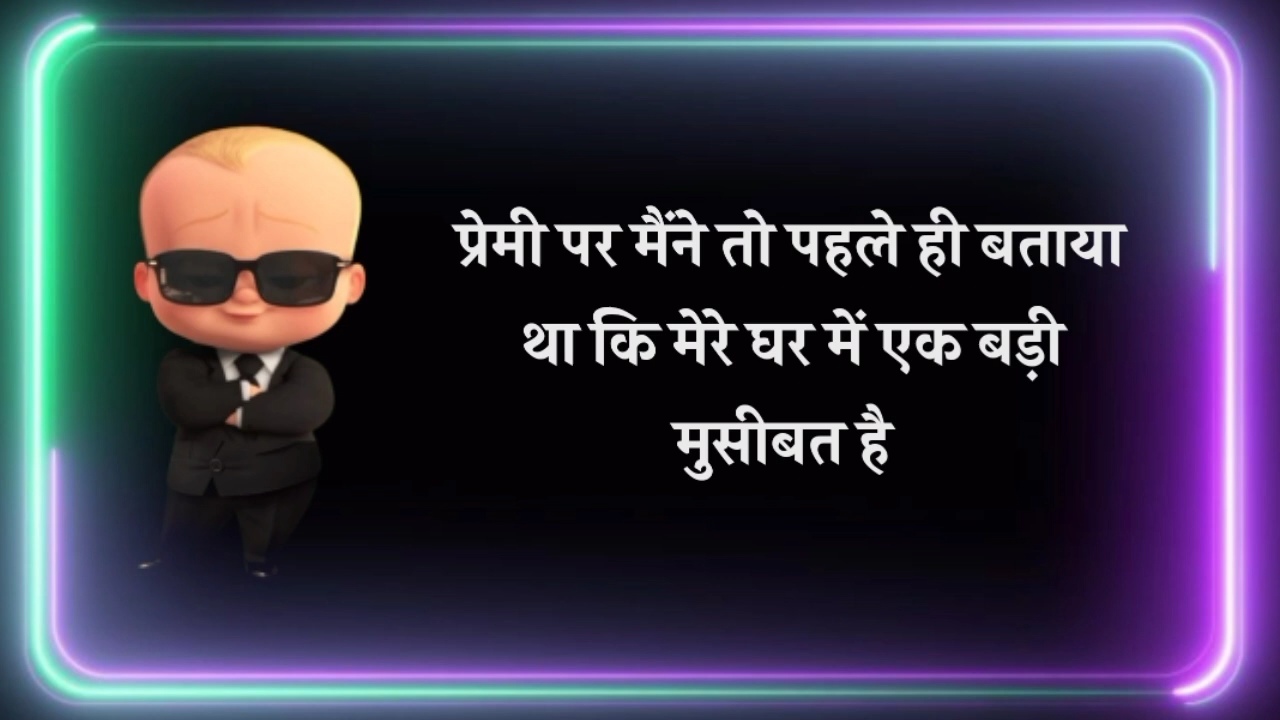 प्रेमी पर मैंने तो पहले ही बताया
था कि मेरे घर में एक बड़ी
मुसीबत है